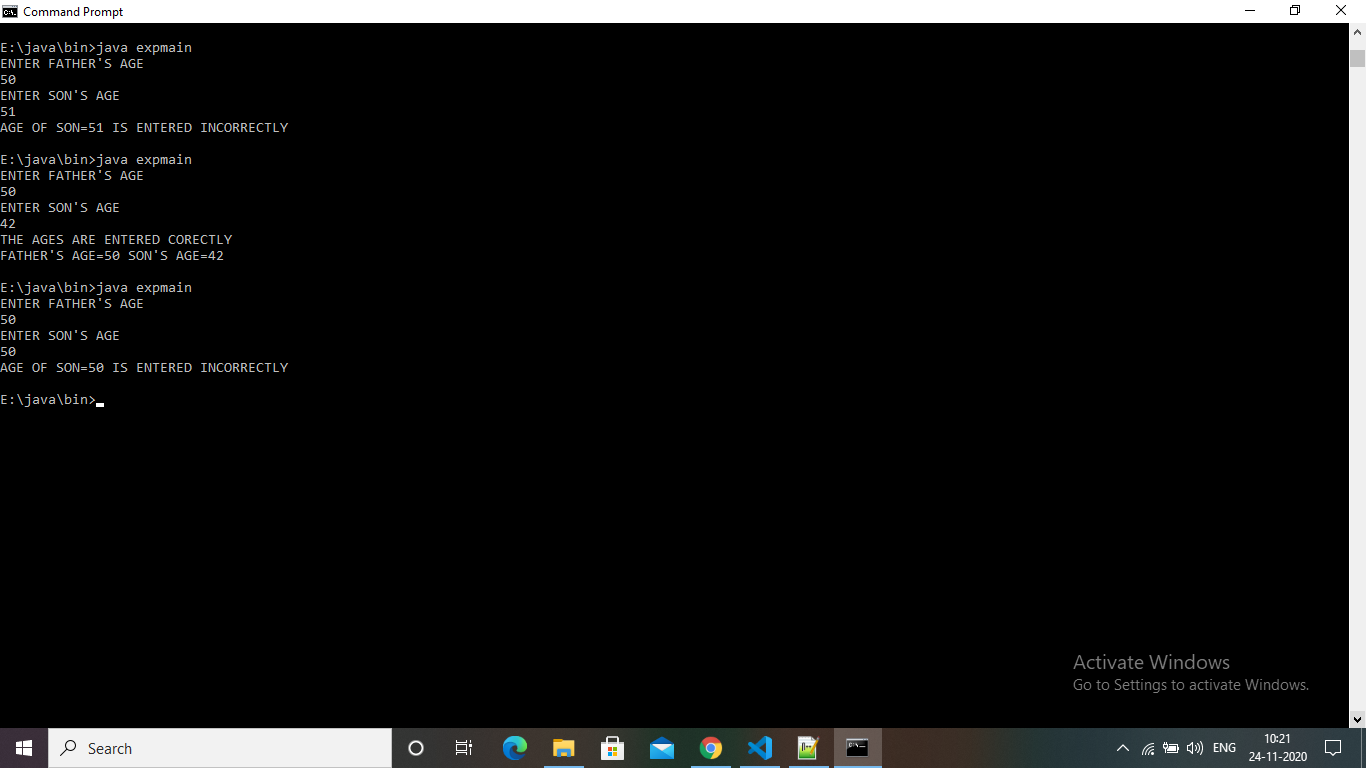 Command Prompt
E:\java\bin>java expmain
ENTER FATHER'S AGE
50
ENTER SON'S AGE
51
AGE OF SON=51 IS ENTERED INCORRECTLY
E:\java\bin>java expmain
ENTER FATHER'S AGE
50
ENTER SON'S AGE
42
THE AGES ARE ENTERED CORECTLY
FATHER'S AGE=50 SON'S AGE=42
E:\java\bin>java expmain
ENTER FATHER'S AGE
50
ENTER SON'S AGE
50
AGE OF SON=50 IS ENTERED INCORRECTLY
E:\java\bin>
Activate Windows
Go to Settings to activate Windows.
Search
ENG
10:21
24-11-2020